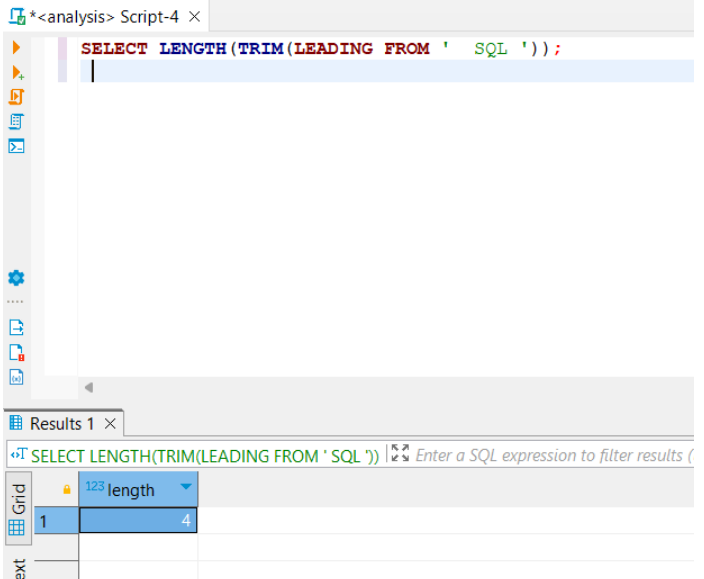 *<analysis> Script-4
SELECT LENGTH(TRIM(LEADING FROM '   SQL '));
Results 1
SELECT LENGTH(TRIM(LEADING FROM ' SQL ')) Enter a SQL expression to filter results (
Grid
123 length
1 4